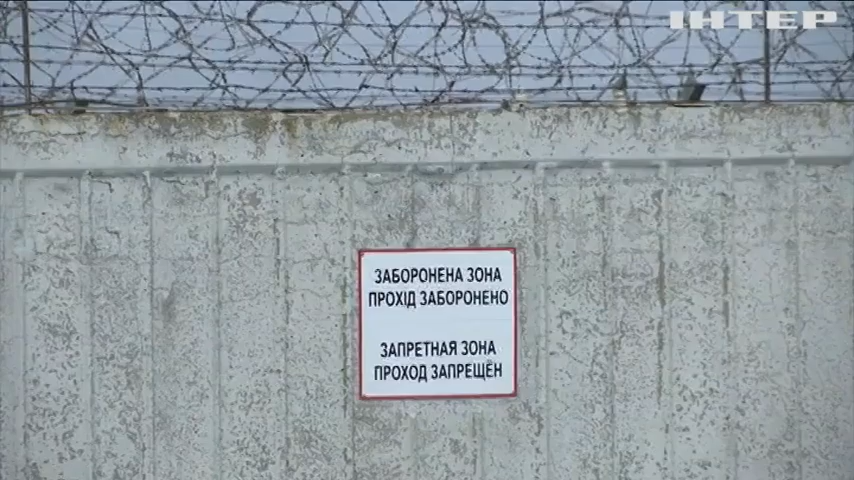 ІНТЕР
ЗАБОРОНЕНА ЗОНА
ПРОХІД ЗАБОРОНЕНО
ЗАПРЕТНАЯ ЗОНА
ПРОХОД ЗАПРЕЩЁН